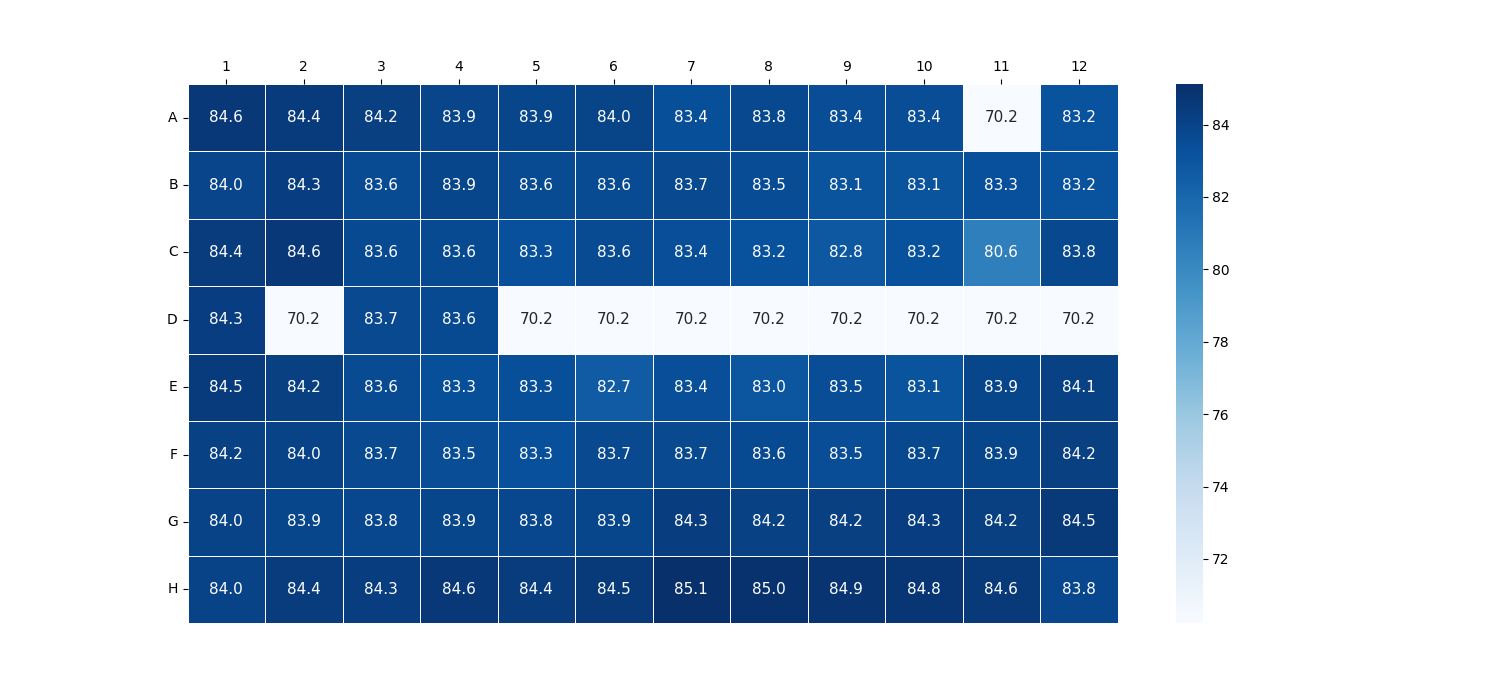 1 2 3 4 5 6 7 8 9 10 11 12
A 84.6 84.4 84.2 83.9 83.9 84.0 83.4 83.8 83.4 83.4 70.2 83.2
B 84.0 84.3 83.6 83.9 83.6 83.6 83.7 83.5 83.1 83.1 83.3 83.2
C 84.4 84.6 83.6 83.6 83.3 83.6 83.4 83.2 82.8 83.2 80.6 83.8
D 84.3 70.2 83.7 83.6 70.2 70.2 70.2 70.2 70.2 70.2 70.2 70.2
E 84.5 84.2 83.6 83.3 83.3 82.7 83.4 83.0 83.5 83.1 83.9 84.1
F 84.2 84.0 83.7 83.5 83.3 83.7 83.7 83.6 83.5 83.7 83.9 84.2
G 84.0 83.9 83.8 83.9 83.8 83.9 84.3 84.2 84.2 84.3 84.2 84.5
H 84.0 84.4 84.3 84.6 84.4 84.5 85.1 85.0 84.9 84.8 84.6 83.8
84
82
80
78
76
74
72